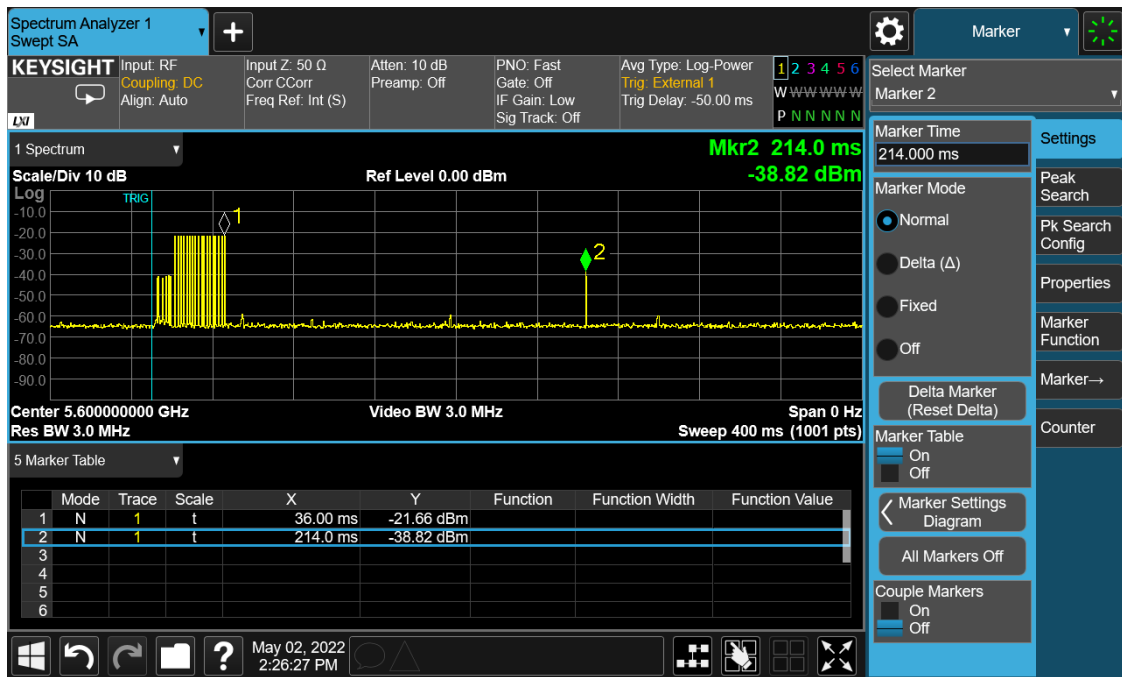 Spectrum Analyzer 1
Swept SA
+
Marker
KEYSIGHT
LXI
Input: RF
Coupling: DC
Align: Auto
Input Z: 50 Ω
Corr CCorr
Freq Ref: Int (S)
Atten: 10 dB
Preamp: Off
PNO: Fast
Gate: Off
IF Gain: Low
Sig Track: Off
Avg Type: Log-Power
Trig: External 1
Trig Delay: -50.00 ms
1 2 3 4 5 6
W W W W W W
P N N N N N
Select Marker
Marker 2
1 Spectrum
Mkr2 214.0 ms
-38.82 dBm
Scale/Div 10 dB
Ref Level 0.00 dBm
Log
TRIG
-10.0
-20.0
-30.0
-40.0
-50.0
-60.0
-70.0
-80.0
-90.0
1
2
Center 5.600000000 GHz
Video BW 3.0 MHz
Span 0 Hz
Res BW 3.0 MHz
Sweep 400 ms (1001 pts)
5 Marker Table
Mode Trace Scale X Y Function Function Width Function Value
1 N 1 t 36.00 ms -21.66 dBm
2 N 1 t 214.0 ms -38.82 dBm
3
4
5
6
May 02, 2022
2:26:27 PM
?
Marker Time
214.000 ms
Marker Mode
Normal
Delta (Δ)
Fixed
Off
Delta Marker
(Reset Delta)
Marker Table
On
Off
Marker Settings
Diagram
All Markers Off
Couple Markers
On
Off
Settings
Peak
Search
Pk Search
Config
Properties
Marker
Function
Marker→
Counter